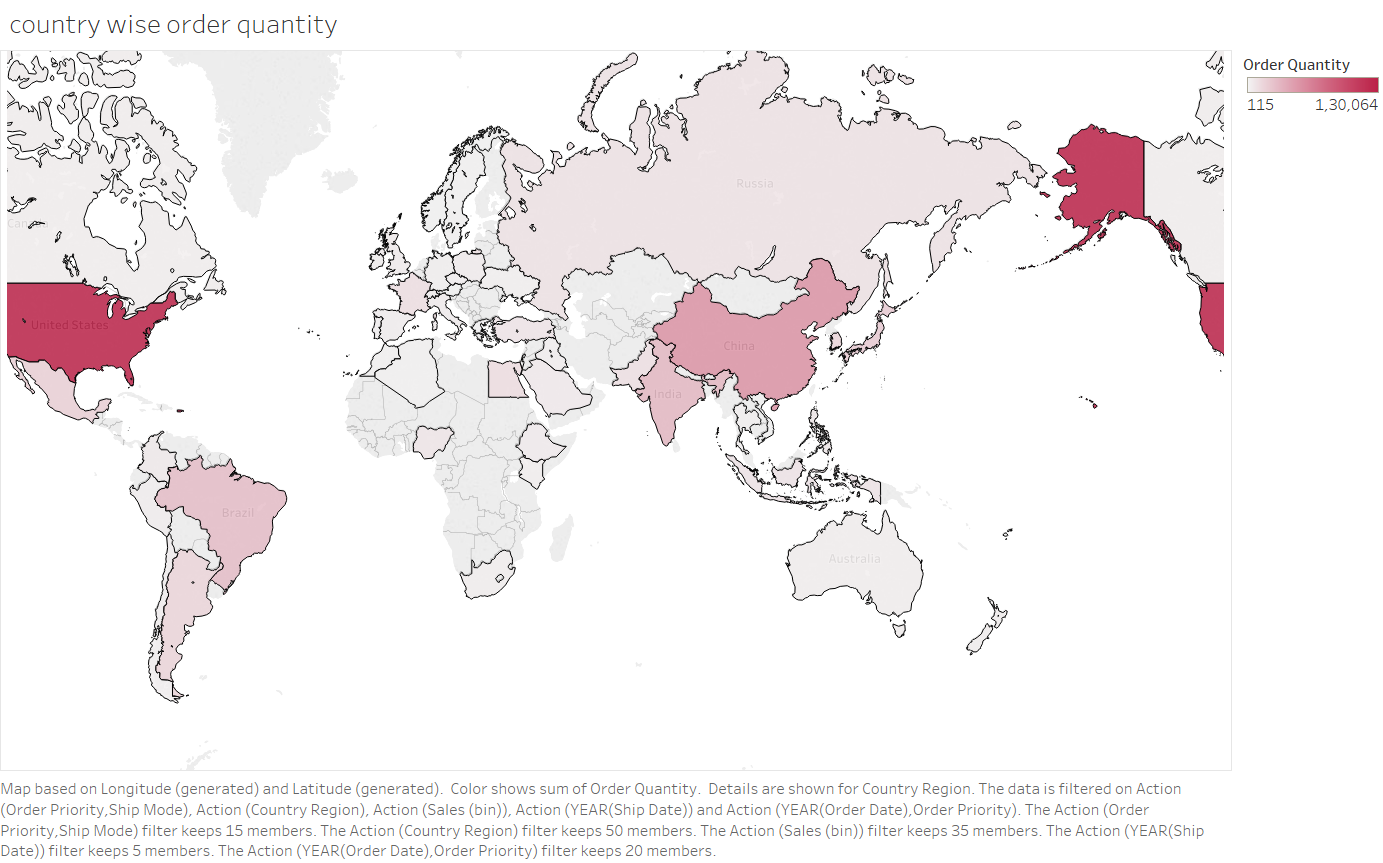 country wise order quantity
Order Quantity
115 1,30,064
Russia
Canada
United States
China
India
Brazil
Australia
Map based on Longitude (generated) and Latitude (generated).  Color shows sum of Order Quantity.  Details are shown for Country Region. The data is filtered on Action
(Order Priority,Ship Mode), Action (Country Region), Action (Sales (bin)), Action (YEAR(Ship Date)) and Action (YEAR(Order Date),Order Priority). The Action (Order
Priority,Ship Mode) filter keeps 15 members. The Action (Country Region) filter keeps 50 members. The Action (Sales (bin)) filter keeps 35 members. The Action (YEAR(Ship
Date)) filter keeps 5 members. The Action (YEAR(Order Date),Order Priority) filter keeps 20 members.